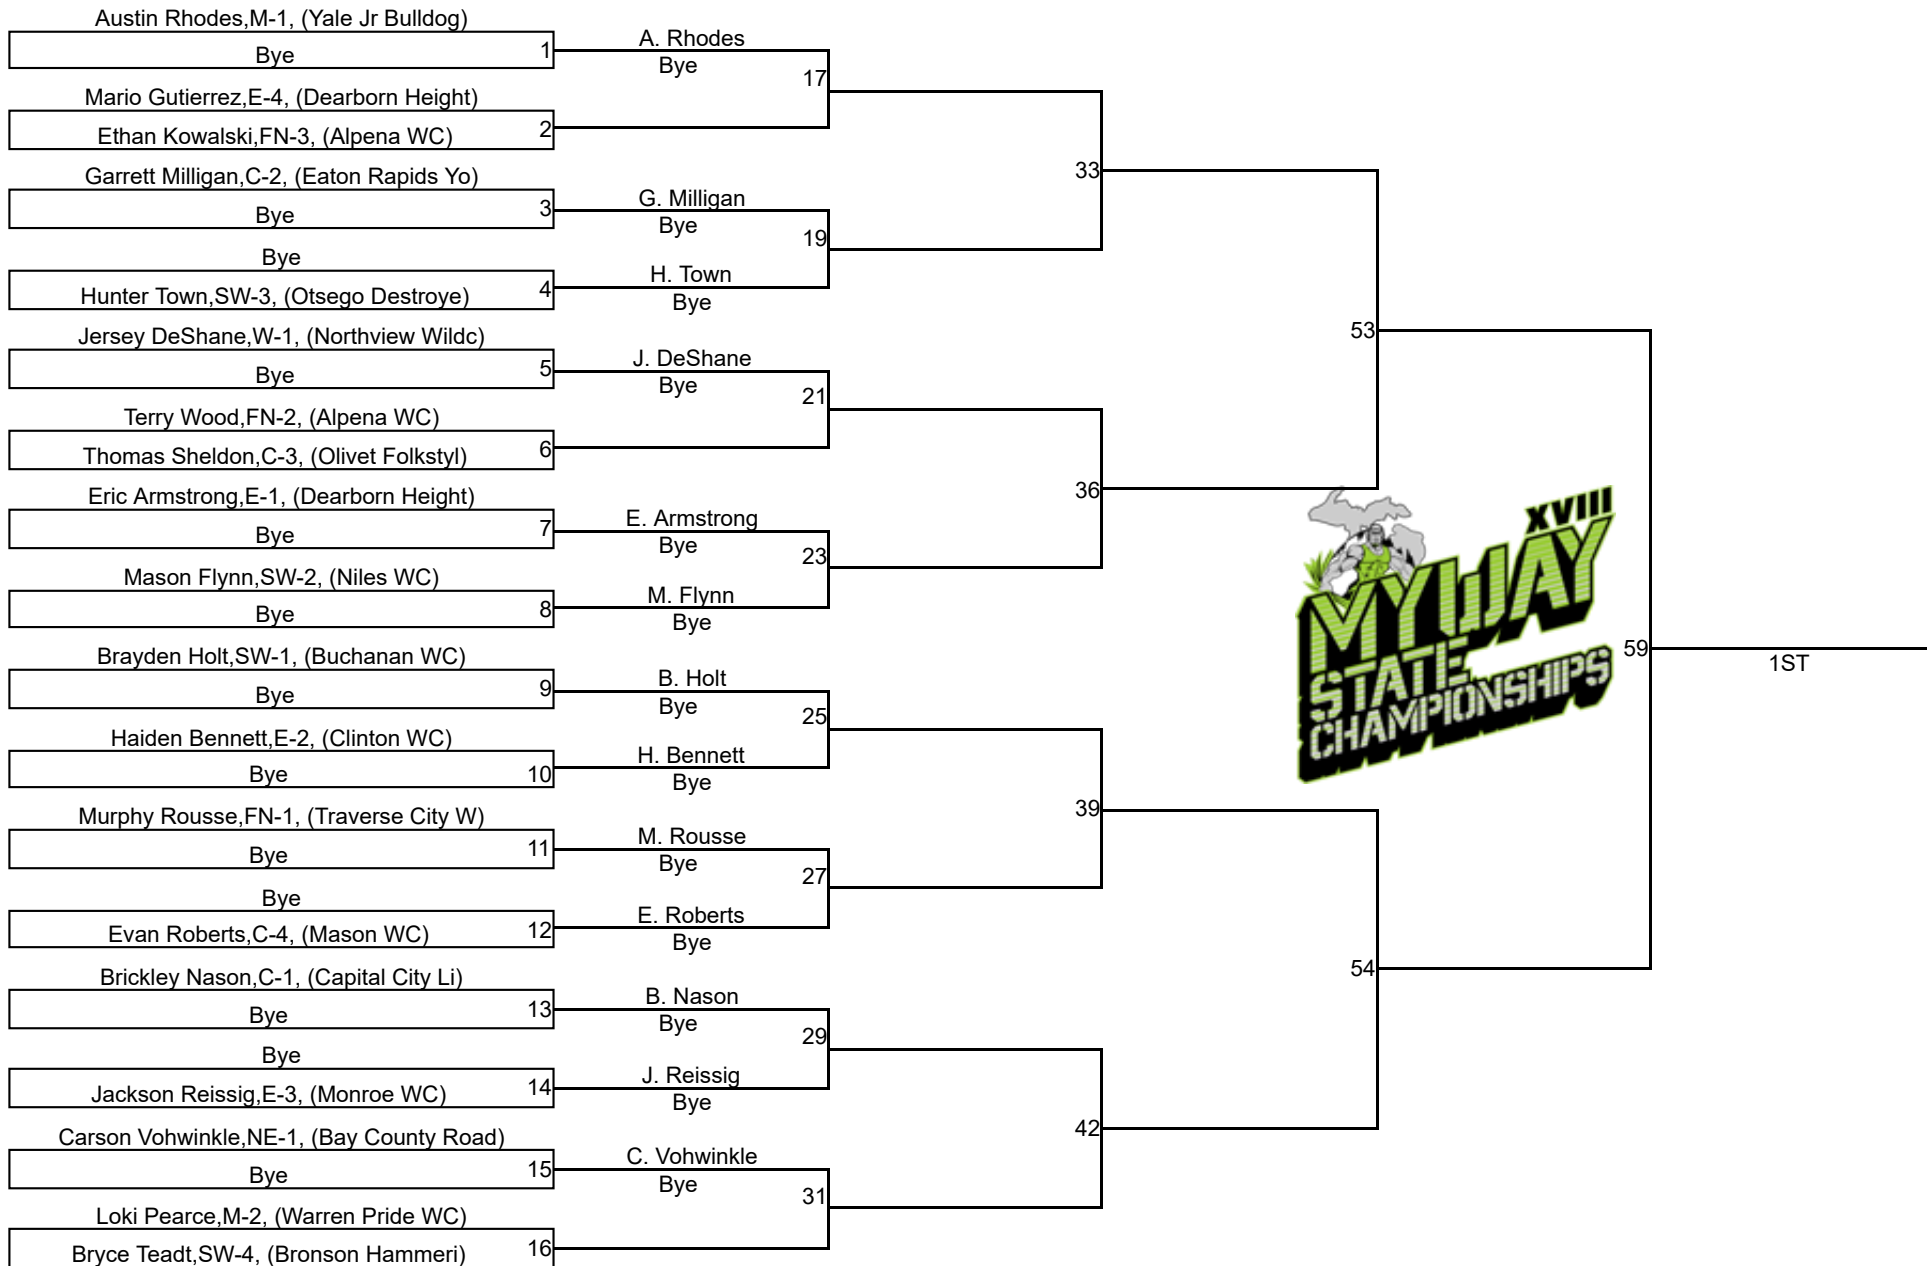 Austin Rhodes,M-1, (Yale Jr Bulldog)
Bye
1
A. Rhodes
Bye
17
Mario Gutierrez,E-4, (Dearborn Height)
Ethan Kowalski,FN-3, (Alpena WC)
2
33
Garrett Milligan,C-2, (Eaton Rapids Yo)
Bye
3
G. Milligan
Bye
19
Bye
Hunter Town,SW-3, (Otsego Destroye)
4
H. Town
Bye
53
Jersey DeShane,W-1, (Northview Wildc)
Bye
5
J. DeShane
Bye
21
Terry Wood,FN-2, (Alpena WC)
Thomas Sheldon,C-3, (Olivet Folkstyl)
6
36
Eric Armstrong,E-1, (Dearborn Height)
Bye
7
E. Armstrong
Bye
23
Mason Flynn,SW-2, (Niles WC)
Bye
8
M. Flynn
Bye
XVIII
MYWAY
STATE
CHAMPIONSHIPS
59
1ST
Brayden Holt,SW-1, (Buchanan WC)
Bye
9
B. Holt
Bye
25
Haiden Bennett,E-2, (Clinton WC)
Bye
10
H. Bennett
Bye
39
Murphy Rousse,FN-1, (Traverse City W)
Bye
11
M. Rousse
Bye
27
Bye
Evan Roberts,C-4, (Mason WC)
12
E. Roberts
Bye
54
Brickley Nason,C-1, (Capital City Li)
Bye
13
B. Nason
Bye
29
Bye
Jackson Reissig,E-3, (Monroe WC)
14
J. Reissig
Bye
42
Carson Vohwinkle,NE-1, (Bay County Road)
Bye
15
C. Vohwinkle
Bye
31
Loki Pearce,M-2, (Warren Pride WC)
Bryce Teadt,SW-4, (Bronson Hammeri)
16